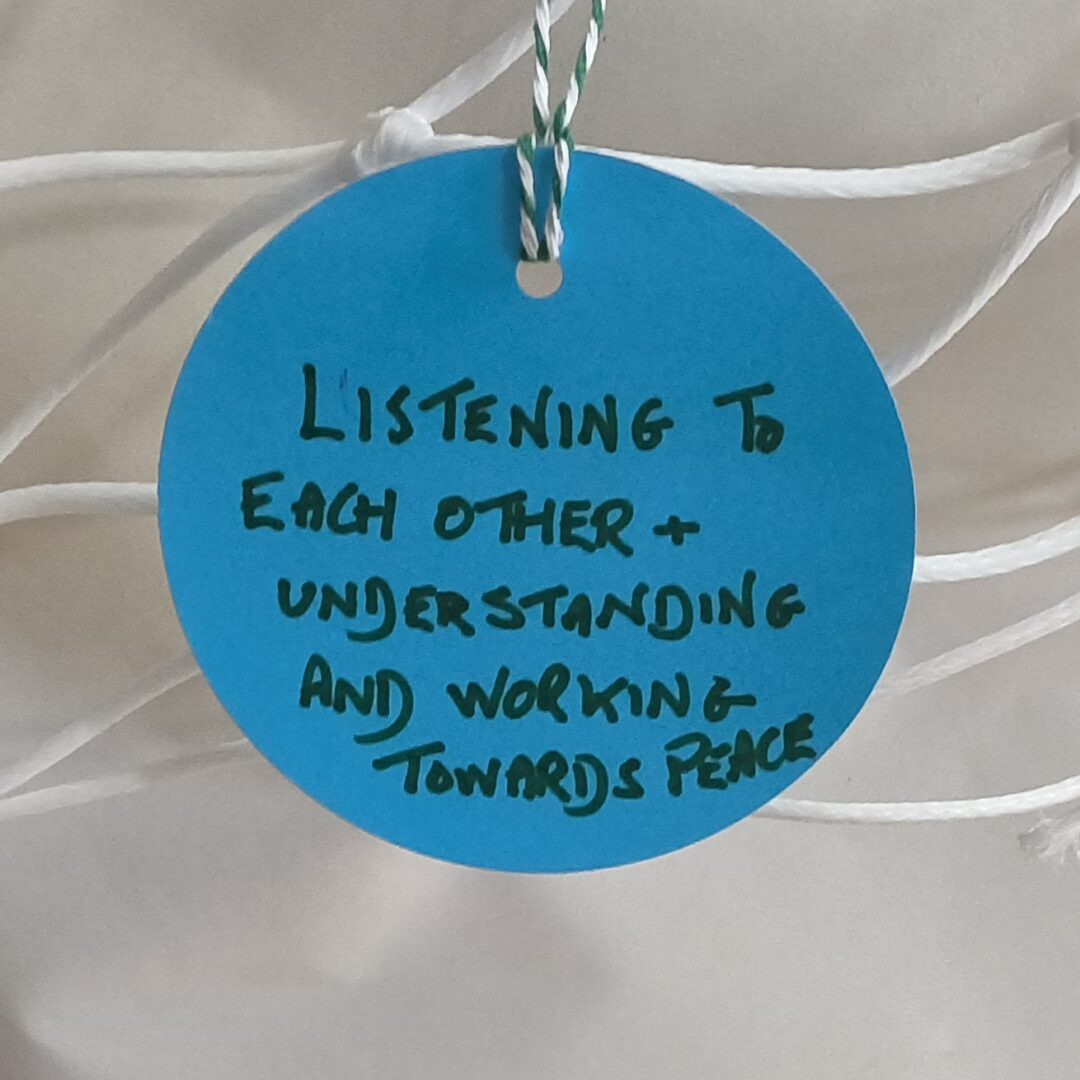 LISTENING TO
EACH OTHER +
UNDERSTANDING
AND WORKING
TOWARDS PEACE